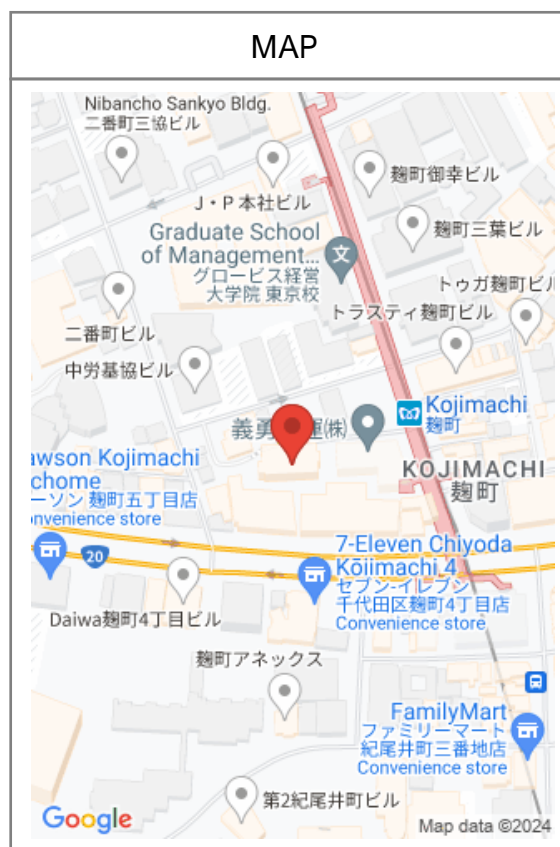 MAP
Nibancho Sankyo Bldg.
二番町三協ビル
J・P本社ビル
麹町御幸ビル
Graduate School
of Management...
グロービス経営
大学院 東京校
麹町三葉ビル
トゥガ麹町ビル
トラスティ麹町ビル
二番町ビル
中労基協ビル
Kojimachi
麹町
義勇
運(株)
KOJIMACHI
麹町
awson Kojimachi
chome
ーソン 麹町五丁目店
onvenience store
20
7-Eleven Chiyoda
Kōjimachi 4
セブン-イレブン
千代田区麹町4丁目店
Convenience store
Daiwa麹町4丁目ビル
麹町アネックス
FamilyMart
ファミリーマート
紀尾井町三番地店
Convenience store
第2紀尾井町ビル
Google
Map data ©2024
文